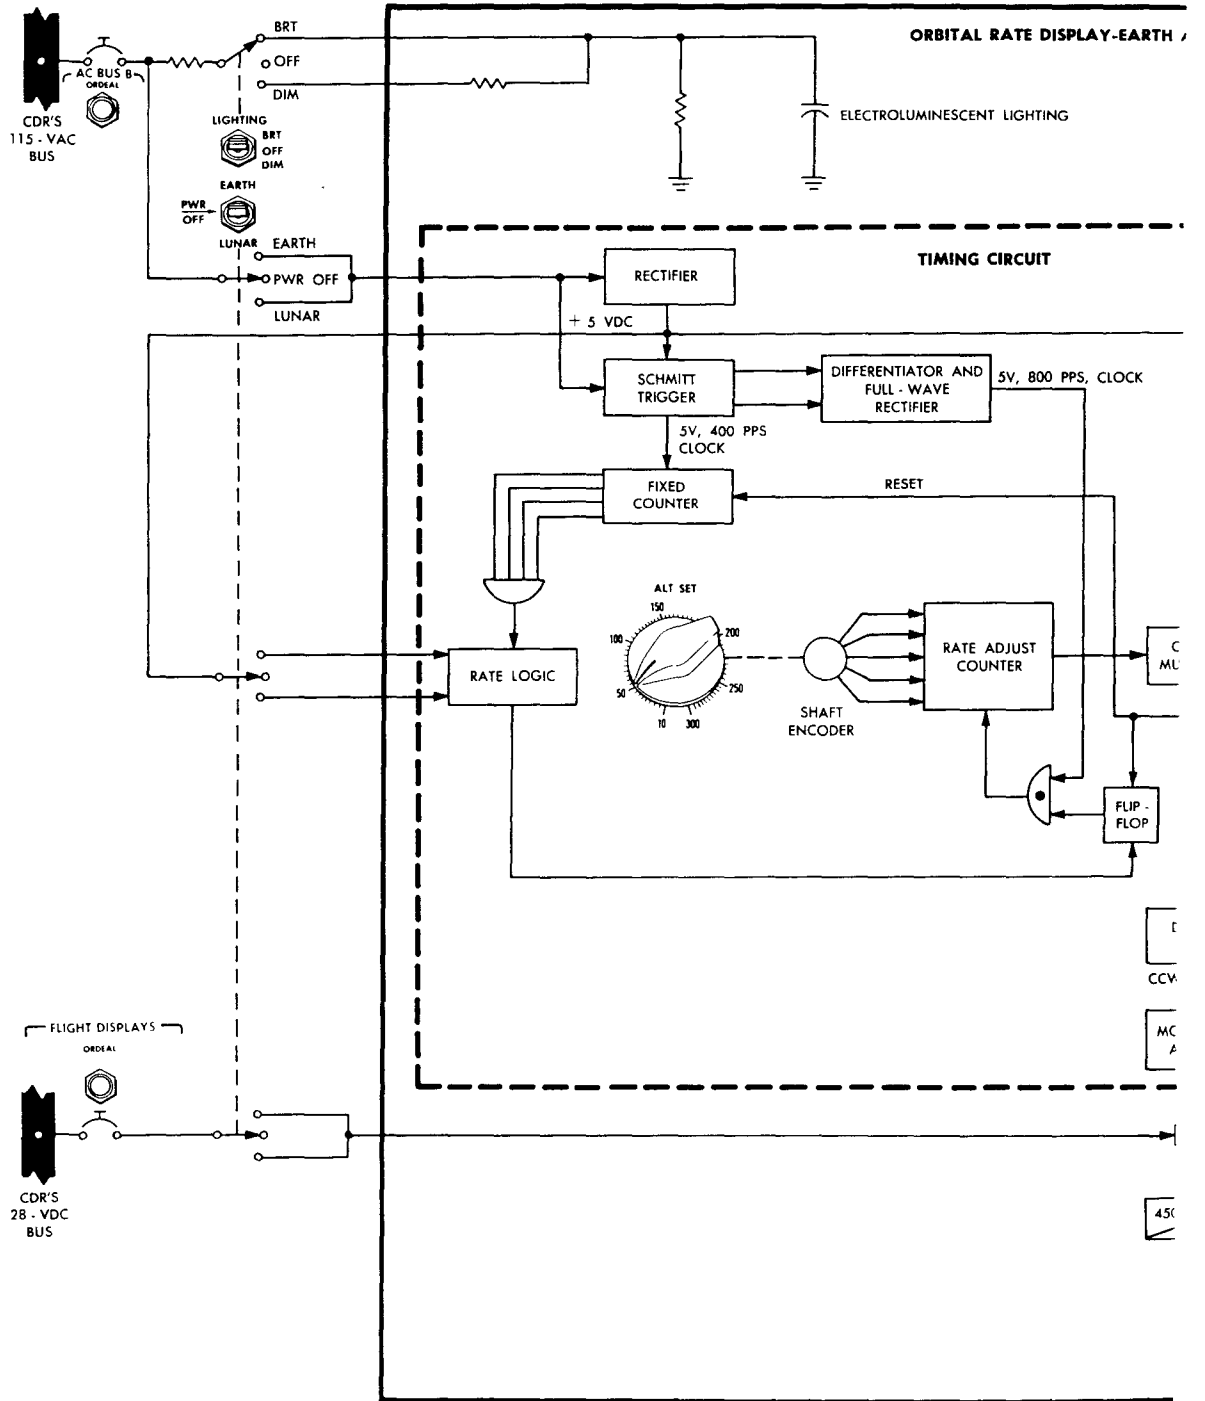 BRT
ORBITAL RATE DISPLAY-EARTH
OFF
AC BUS B
ORDEAL
DIM
CDR'S
115 - VAC
BUS
LIGHTING
BRT
OFF
DIM
ELECTROLUMINESCENT LIGHTING
EARTH
PWR
OFF
LUNAR
EARTH
PWR OFF
LUNAR
TIMING CIRCUIT
RECTIFIER
+ 5 VDC
SCHMITT
TRIGGER
DIFFERENTIATOR AND
FULL - WAVE
RECTIFIER
5V, 800 PPS, CLOCK
5V, 400 PPS
CLOCK
FIXED
COUNTER
RESET
ALT SET
150
100
200
50
250
10
300
RATE LOGIC
SHAFT
ENCODER
RATE ADJUST
COUNTER
C
MU
FLIP -
FLOP
D
CCW
MO
A
FLIGHT DISPLAYS
ORDEAL
CDR'S
28 - VDC
BUS
450